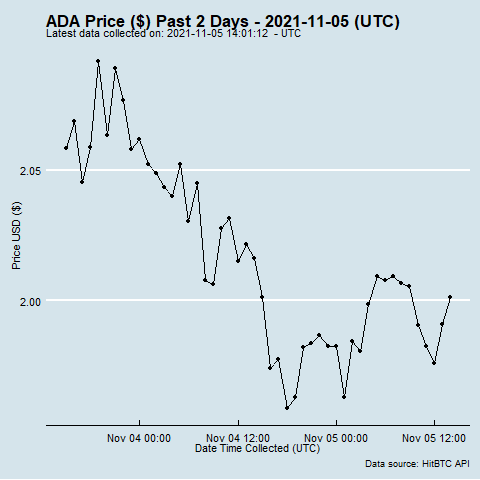 ADA Price ($) Past 2 Days - 2021-11-05 (UTC)
Latest data collected on: 2021-11-05 14:01:12 - UTC
2.05
Price USD ($)
2.00
Nov 04 00:00 Nov 04 12:00 Nov 05 00:00 Nov 05 12:00
Date Time Collected (UTC)
Data source: HitBTC API